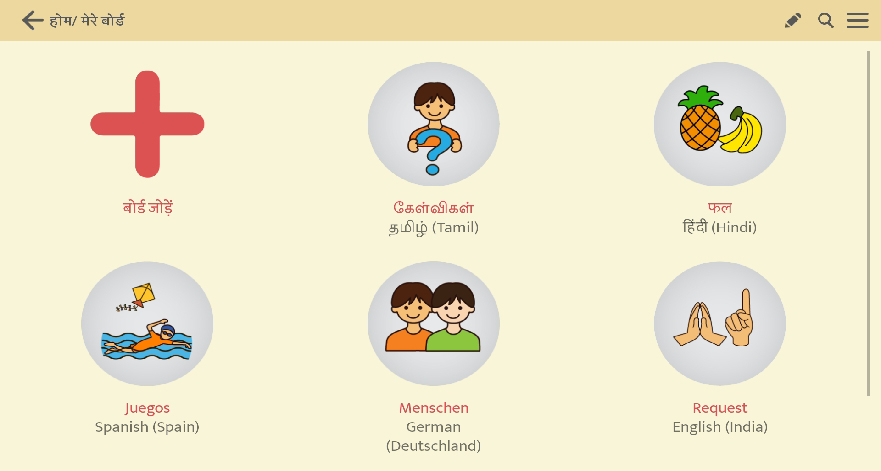 होम/ मेरे बोर्ड
बोर्ड जोड़ें
கேள்விகள்
தமிழ் (Tamil)
फल
हिंदी (Hindi)
Juegos
Spanish (Spain)
Menschen
German
(Deutschland)
Request
English (India)